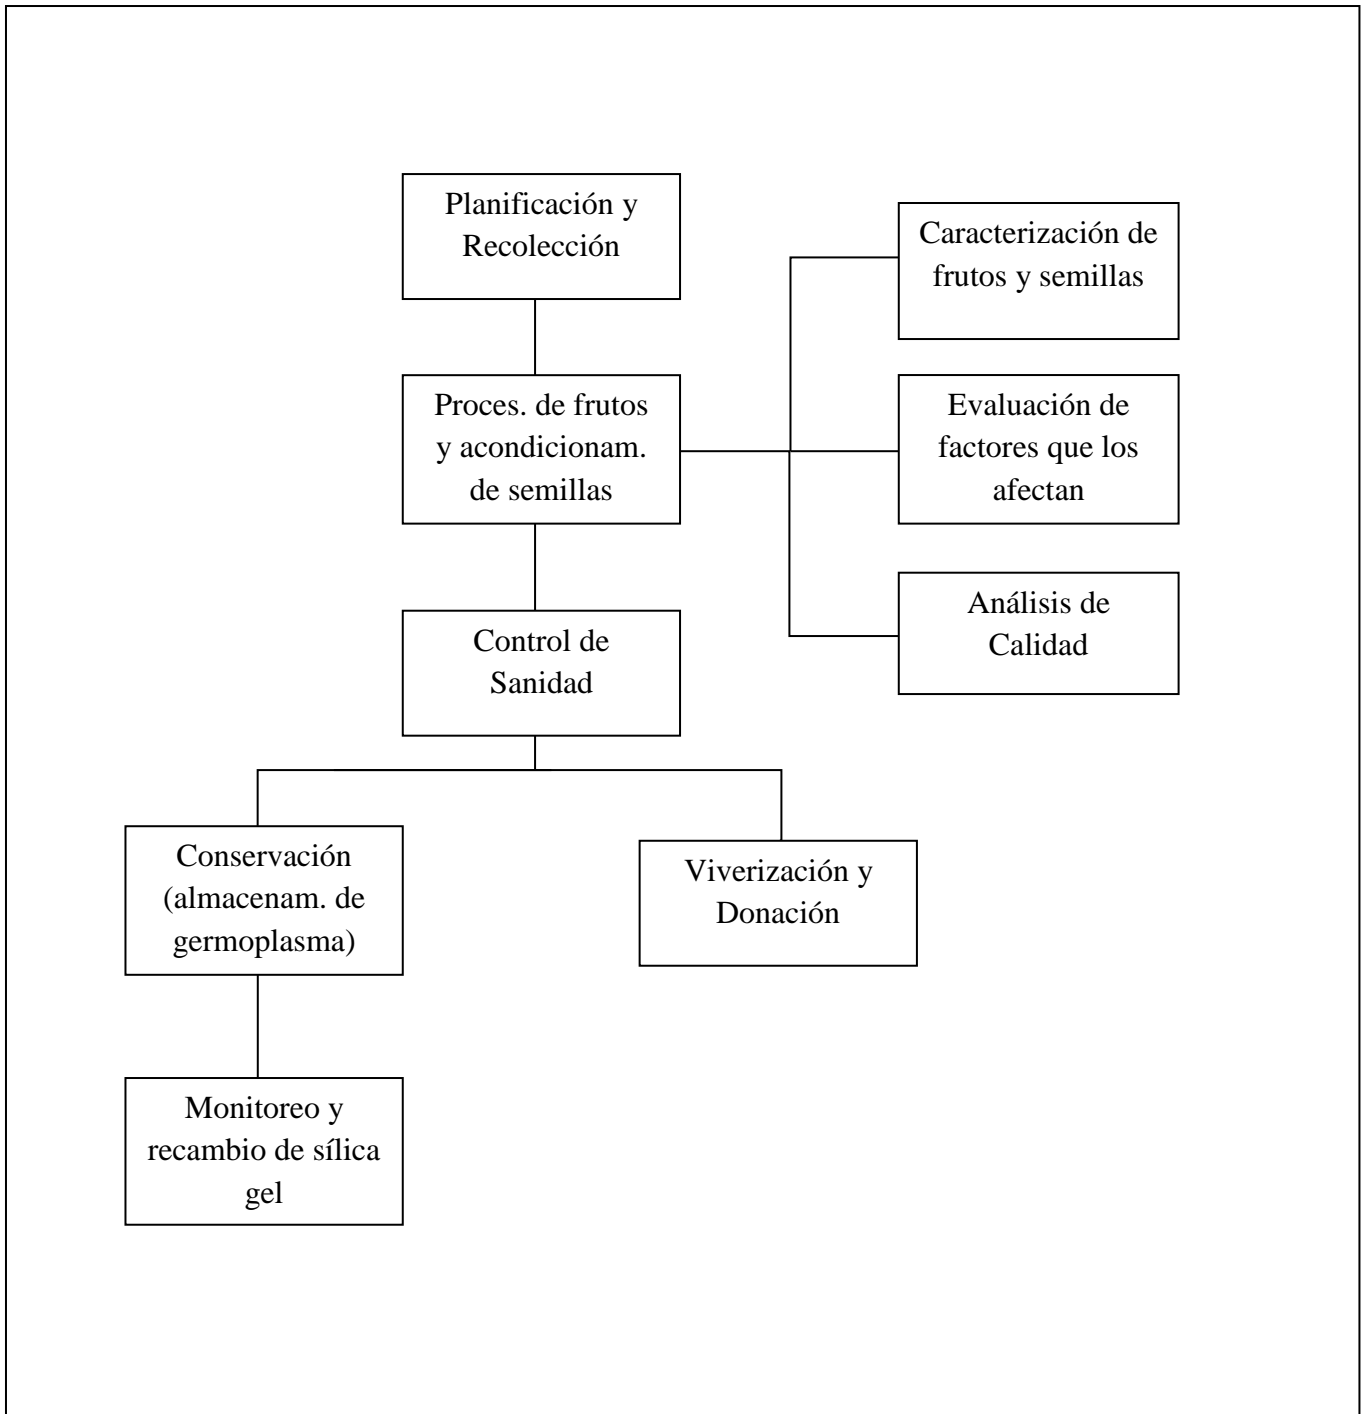 Planificación y
Recolección
Caracterización de
frutos y semillas
Proces. de frutos
y acondicionam.
de semillas
Evaluación de
factores que los
afectan
Análisis de
Calidad
Control de
Sanidad
Conservación
(almacenam. de
germoplasma)
Viverización y
Donación
Monitoreo y
recambio de sílica
gel